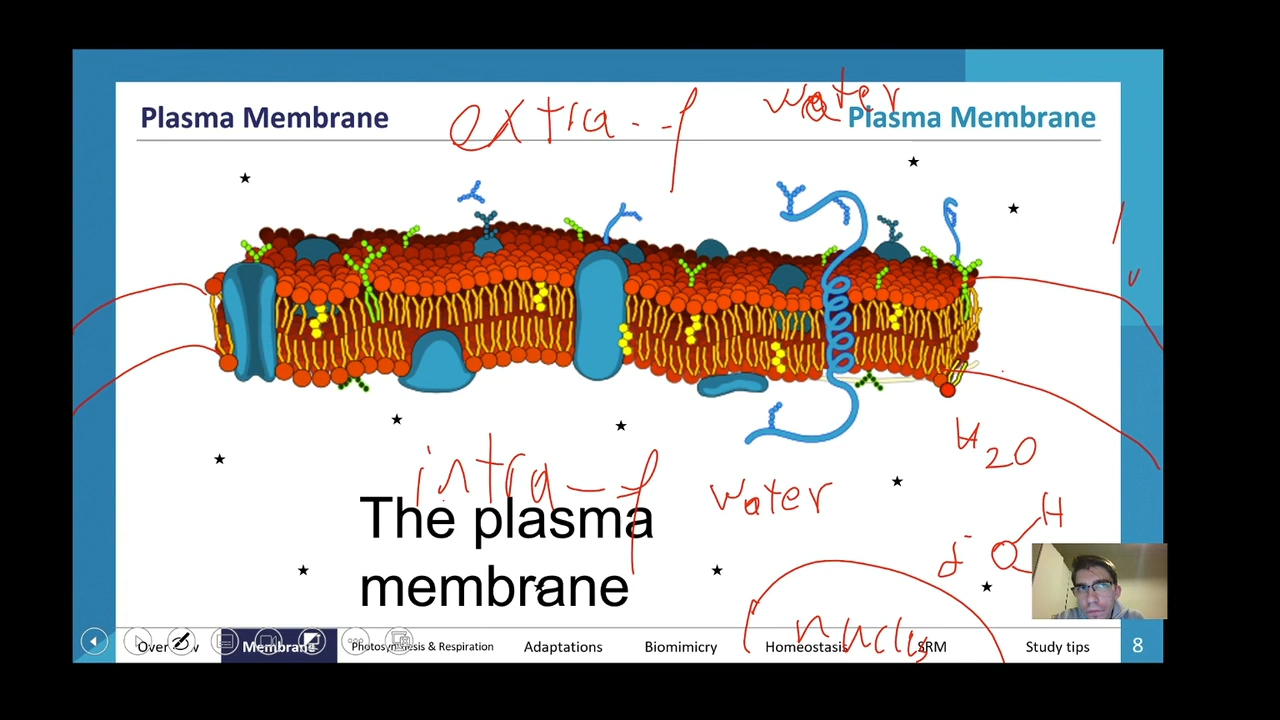 Plasma Membrane
extra - f
water
Plasma Membrane
H2O
intra - f
water
The plasma
membrane
δ- O H
Overview Membrane Photosynthesis & Respiration Adaptations Biomimicry Homeostasis SRM Study tips 8